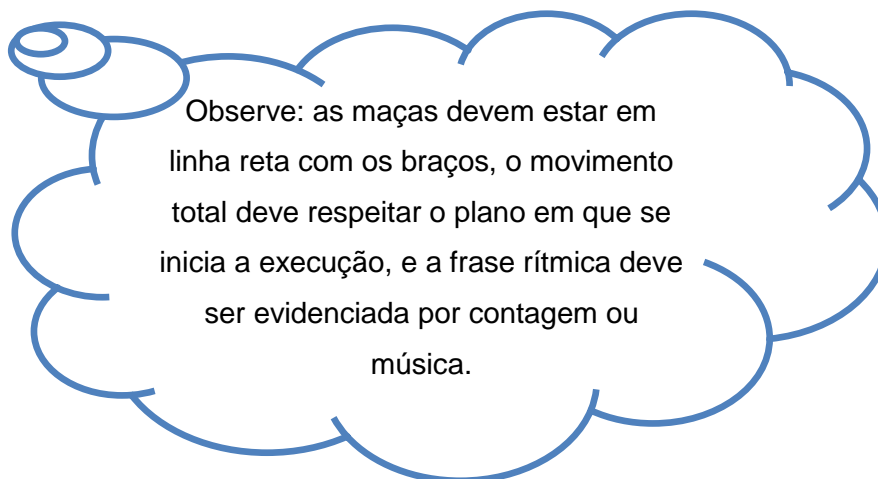 Observe: as maças devem estar em
linha reta com os braços, o movimento
total deve respeitar o plano em que se
inicia a execução, e a frase rítmica deve
ser evidenciada por contagem ou
música.